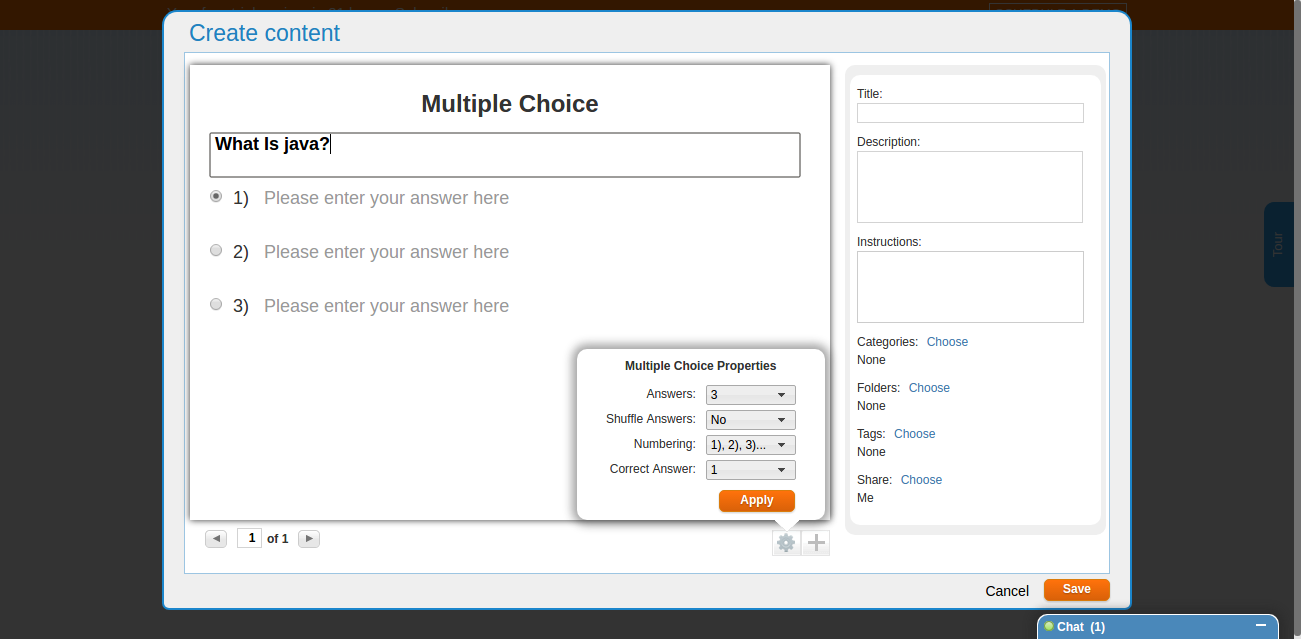 Create content
Multiple Choice
What Is java?
1) Please enter your answer here
2) Please enter your answer here
3) Please enter your answer here
Multiple Choice Properties
Answers: 3
Shuffle Answers: No
Numbering: 1), 2), 3)...
Correct Answer: 1
Apply
1 of 1
Title:
Description:
Instructions:
Categories: Choose
None
Folders: Choose
None
Tags: Choose
None
Share: Choose
Me
Cancel Save
Tour
Chat (1)